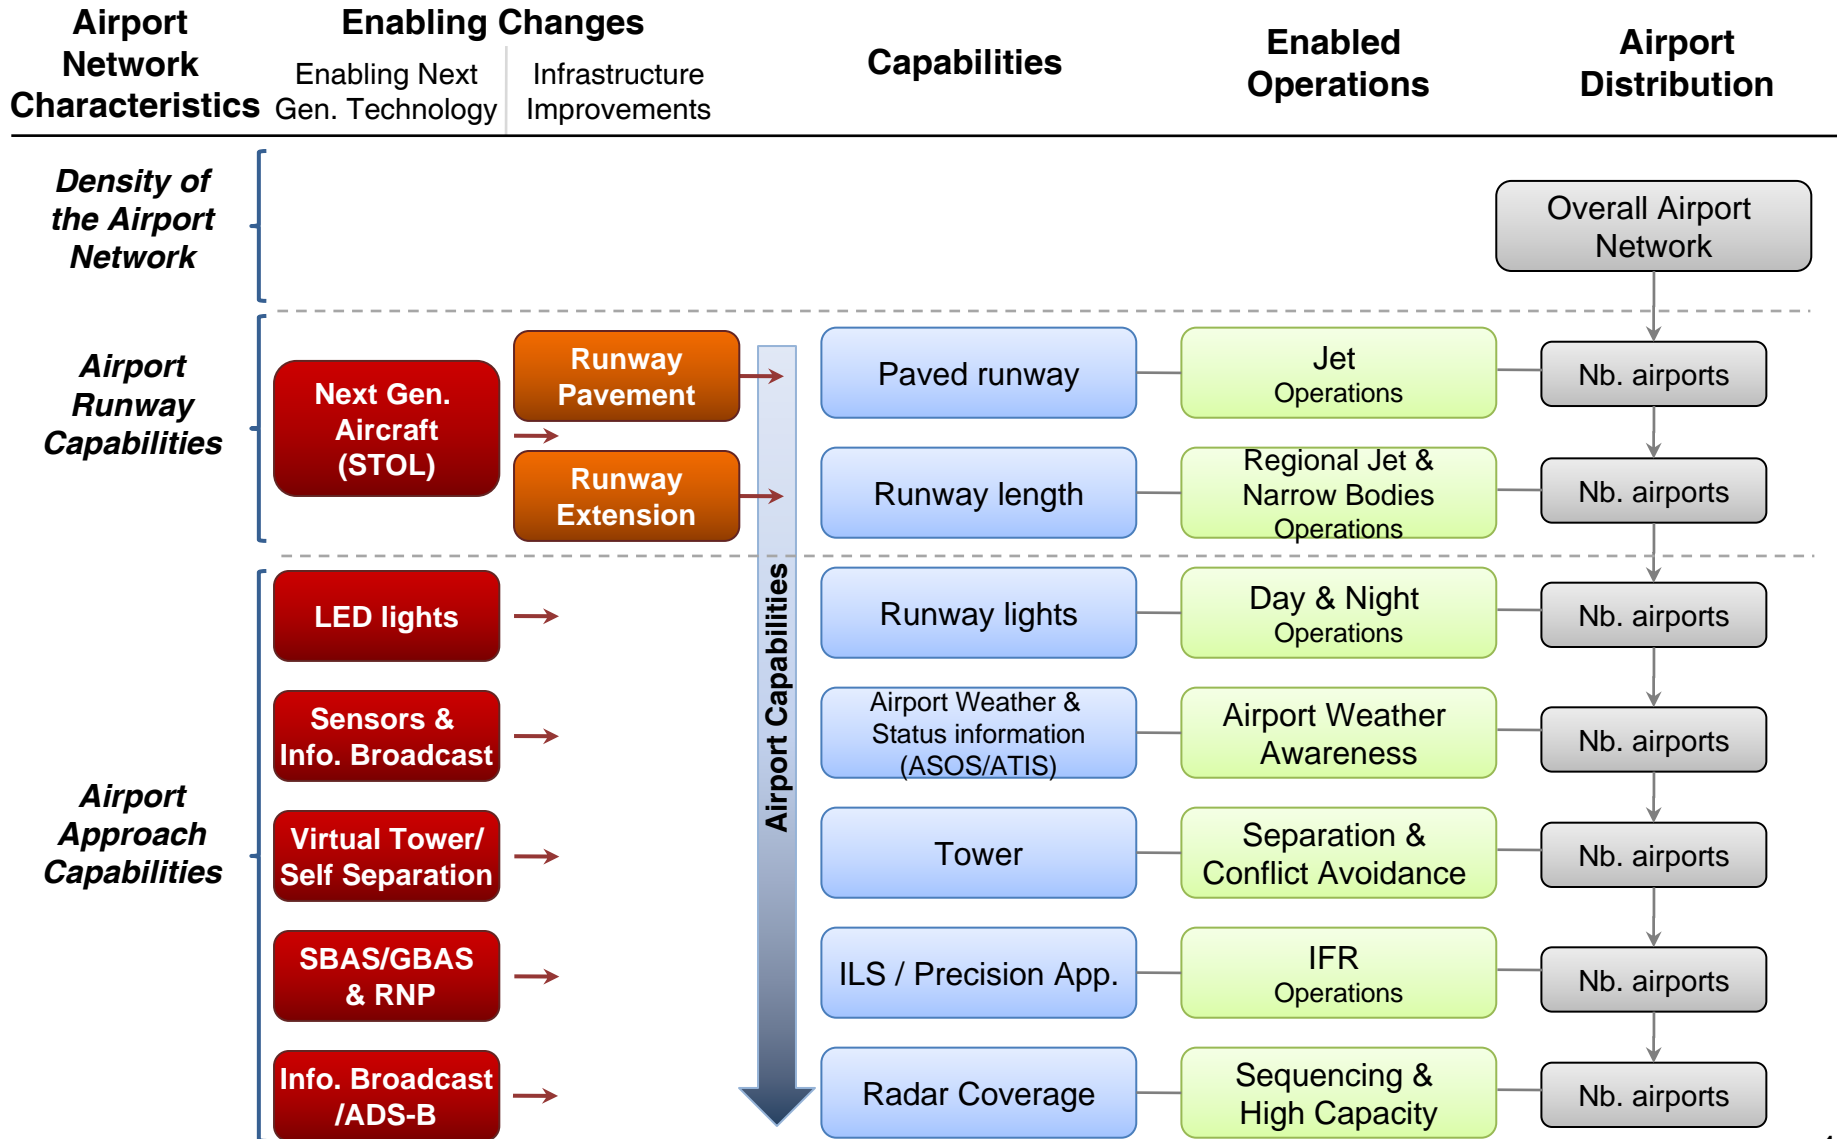 Airport
Network
Characteristics
Enabling Changes
Enabling Next
Gen. Technology
Infrastructure
Improvements
Capabilities
Enabled
Operations
Airport
Distribution
Density of
the Airport
Network
Overall Airport
Network
Airport
Runway
Capabilities
Next Gen.
Aircraft
(STOL)
Runway
Pavement
Runway
Extension
Airport Capabilities
Paved runway
Jet
Operations
Nb. airports
Runway length
Regional Jet &
Narrow Bodies
Operations
Nb. airports
Airport
Approach
Capabilities
LED lights
Runway lights
Day & Night
Operations
Nb. airports
Sensors &
Info. Broadcast
Airport Weather &
Status information
(ASOS/ATIS)
Airport Weather
Awareness
Nb. airports
Virtual Tower/
Self Separation
Tower
Separation &
Conflict Avoidance
Nb. airports
SBAS/GBAS
& RNP
ILS / Precision App.
IFR
Operations
Nb. airports
Info. Broadcast
/ADS-B
Radar Coverage
Sequencing &
High Capacity
Nb. airports